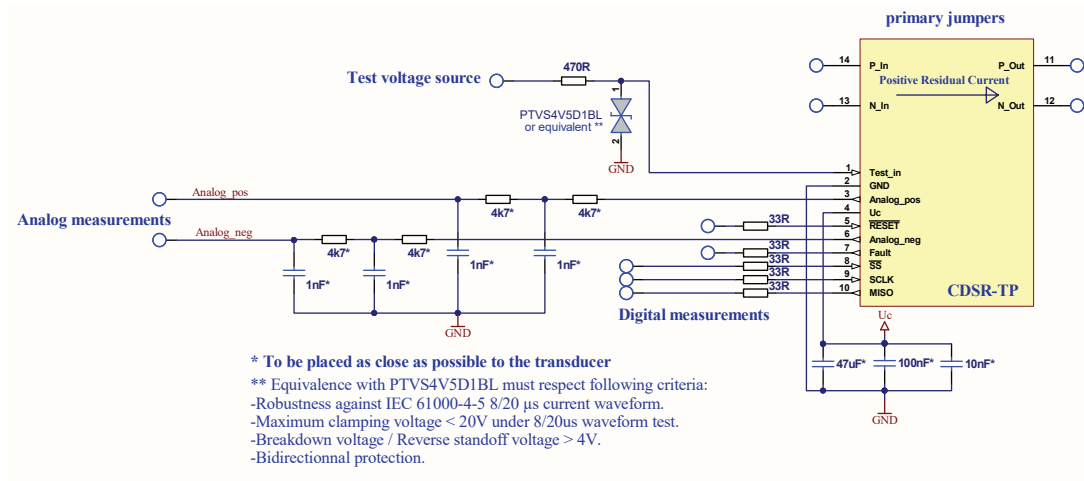 primary jumpers
14
P_In
P_Out
11
Positive Residual Current
13
N_In
N_Out
12
470R
Test voltage source
1
PTVS4V5D1BL
or equivalent **
2
GND
1
Test_in
2
GND
3
Analog_pos
4
Uc
5
RESET
6
Analog_neg
7
Fault
8
SS
9
SCLK
10
MISO
CDSR-TP
Analog_pos
4k7*
4k7*
Analog measurements
Analog_neg
4k7*
4k7*
1nF*
1nF*
1nF*
1nF*
GND
33R
33R
33R
33R
Digital measurements
Uc
47uF*
100nF*
10nF*
GND
* To be placed as close as possible to the transducer
** Equivalence with PTVS4V5D1BL must respect following criteria:
-Robustness against IEC 61000-4-5 8/20 µs current waveform.
-Maximum clamping voltage < 20V under 8/20us waveform test.
-Breakdown voltage / Reverse standoff voltage > 4V.
-Bidirectionnal protection.